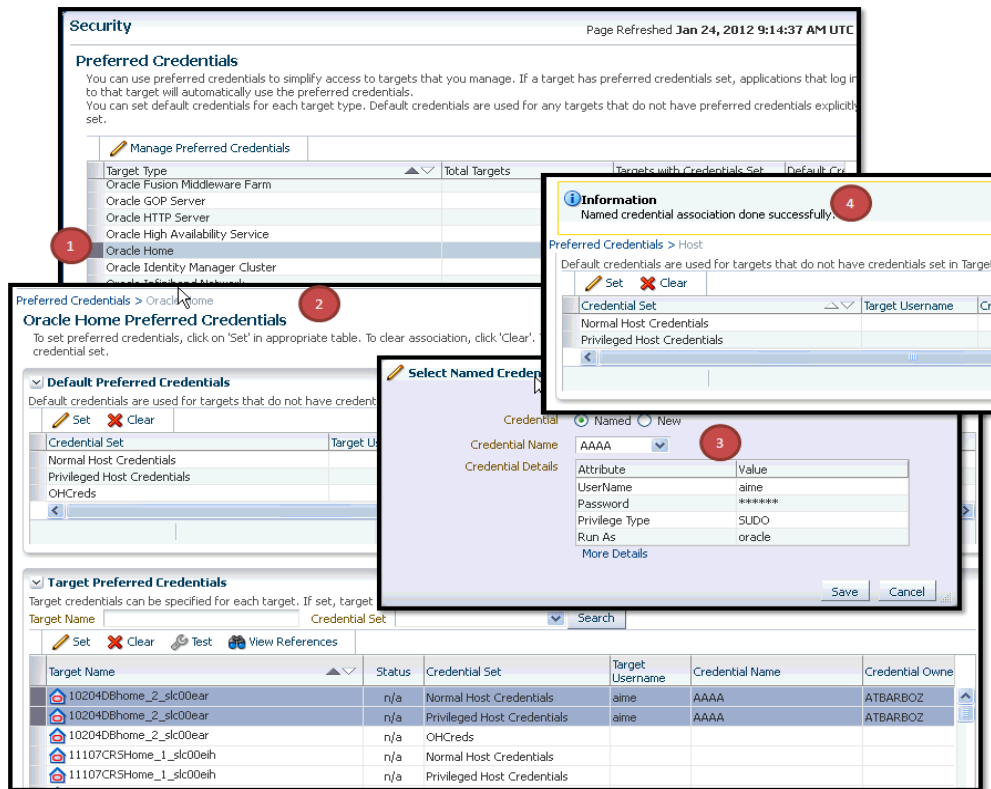 Security
Page Refreshed Jan 24, 2012 9:14:37 AM UTC
Preferred Credentials
You can use preferred credentials to simplify access to targets that you manage. If a target has preferred credentials set, applications that log in
to that target will automatically use the preferred credentials.
You can set default credentials for each target type. Default credentials are used for any targets that do not have preferred credentials explicitly
set.
Manage Preferred Credentials
Target Type Total Targets Targets with Credentials Set Default Cre
Oracle Fusion Middleware Farm
Oracle GOP Server
Oracle HTTP Server
Oracle High Availability Service
1
Oracle Home
Oracle Identity Manager Cluster
Oracle Infiniband Network
Information
Named credential association done successfully.
4
Preferred Credentials > Host
Default credentials are used for targets that do not have credentials set in Target
Set Clear
Credential Set Target Username Cr
Normal Host Credentials
Privileged Host Credentials
Preferred Credentials > Oracle Home
2
Oracle Home Preferred Credentials
To set preferred credentials, click on 'Set' in appropriate table. To clear association, click 'Clear'.
credential set.
Default Preferred Credentials
Default credentials are used for targets that do not have credent
Set Clear
Credential Set Target Us
Normal Host Credentials
Privileged Host Credentials
OHCreds
Select Named Creden
Credential Named New
Credential Name AAAA
3
Credential Details
Attribute Value
UserName aime
Password ******
Privilege Type SUDO
Run As oracle
More Details
Save Cancel
Target Preferred Credentials
Target credentials can be specified for each target. If set, target
Target Name Credential Set Search
Set Clear Test View References
Target Name Status Credential Set Target Username Credential Name Credential Owne
10204DBhome_2_slc00ear n/a Normal Host Credentials aime AAAA ATBARBOZ
10204DBhome_2_slc00ear n/a Privileged Host Credentials aime AAAA ATBARBOZ
10204DBhome_2_slc00ear n/a OHCreds
11107CRSHome_1_slc00eih n/a Normal Host Credentials
11107CRSHome_1_slc00eih n/a Privileged Host Credentials